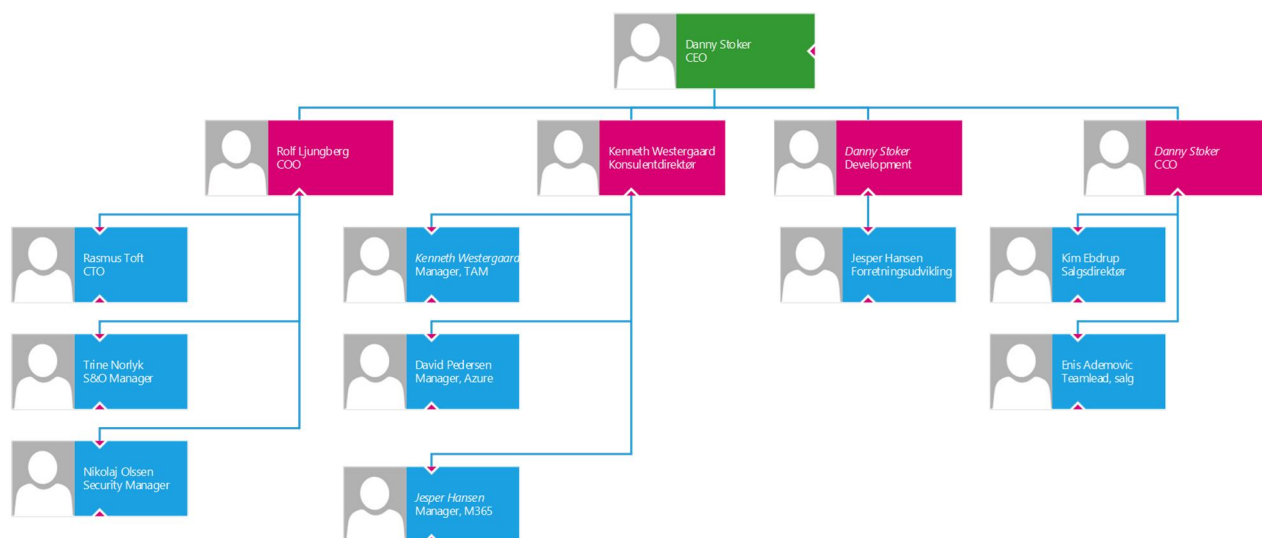 Danny Stoker
CEO
Rolf Ljungberg
COO
Kenneth Westergaard
Konsulentdirektør
Danny Stoker
Development
Danny Stoker
CCO
Rasmus Toft
CTO
Kenneth Westergaard
Manager, TAM
Jesper Hansen
Forretningsudvikling
Kim Ebdrup
Salgsdirektør
Trine Norlyk
S&O Manager
David Pedersen
Manager, Azure
Enis Ademovic
Teamlead, salg
Nikolaj Olssen
Security Manager
Jesper Hansen
Manager, M365